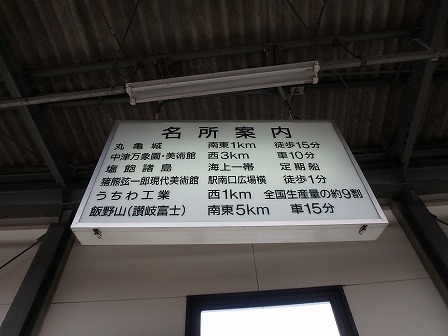 名所案内
丸亀城 南東1km 徒歩15分
中津万象園・美術館 西3km 車10分
塩飽諸島 海上一帯 定期船
猪熊弦一郎現代美術館 駅南口広場横 徒歩1分
うちわ工業 西1km 全国生産量の約9割
飯野山(讃岐富士) 南東5km 車15分